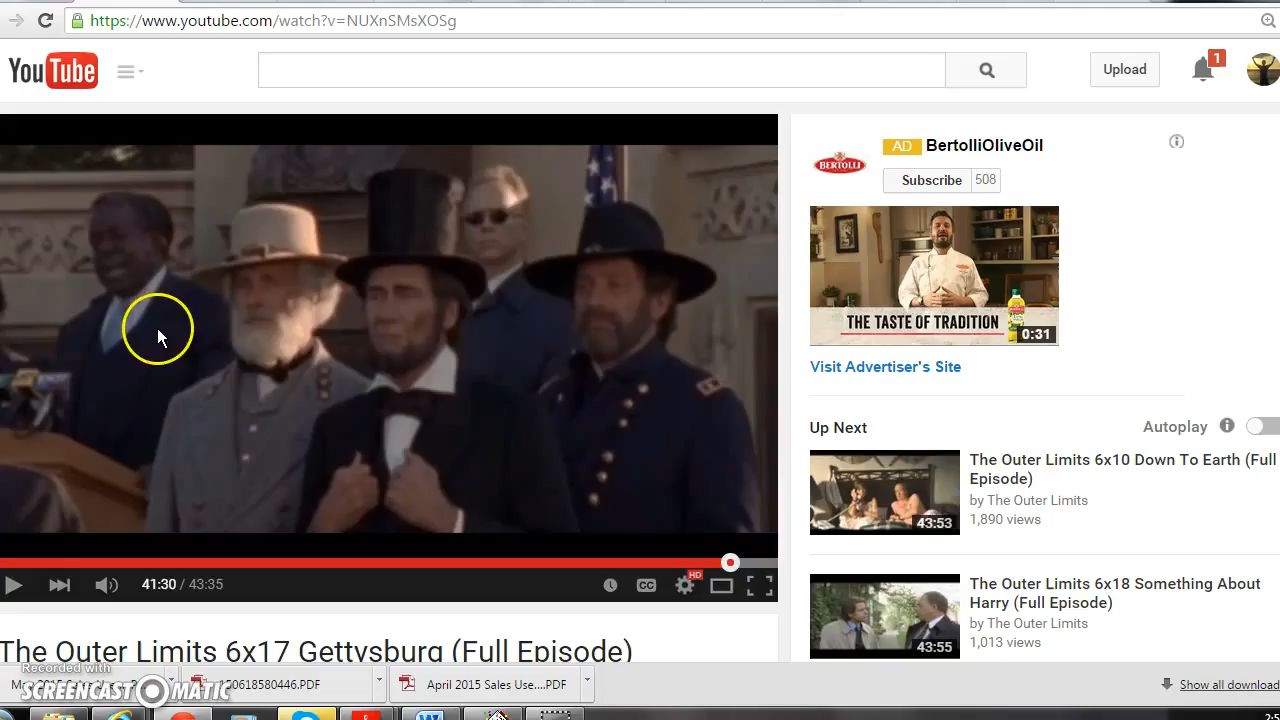 https://www.youtube.com/watch?v=NUXnSMsXOSg
YouTube
Upload
1
AD BertolliOliveOil
BERTOLLI
Subscribe 508
THE TASTE OF TRADITION
0:31
Visit Advertiser's Site
Up Next
Autoplay
The Outer Limits 6x10 Down To Earth (Full
Episode)
by The Outer Limits
1,890 views
43:53
The Outer Limits 6x18 Something About
Harry (Full Episode)
by The Outer Limits
1,013 views
43:55
41:30 / 43:35
CC
HD
The Outer Limits 6x17 Gettysburg (Full Episode)
Recorded with
SCREENCAST MATIC
150618580446.PDF
April 2015 Sales Use....PDF
Show all download